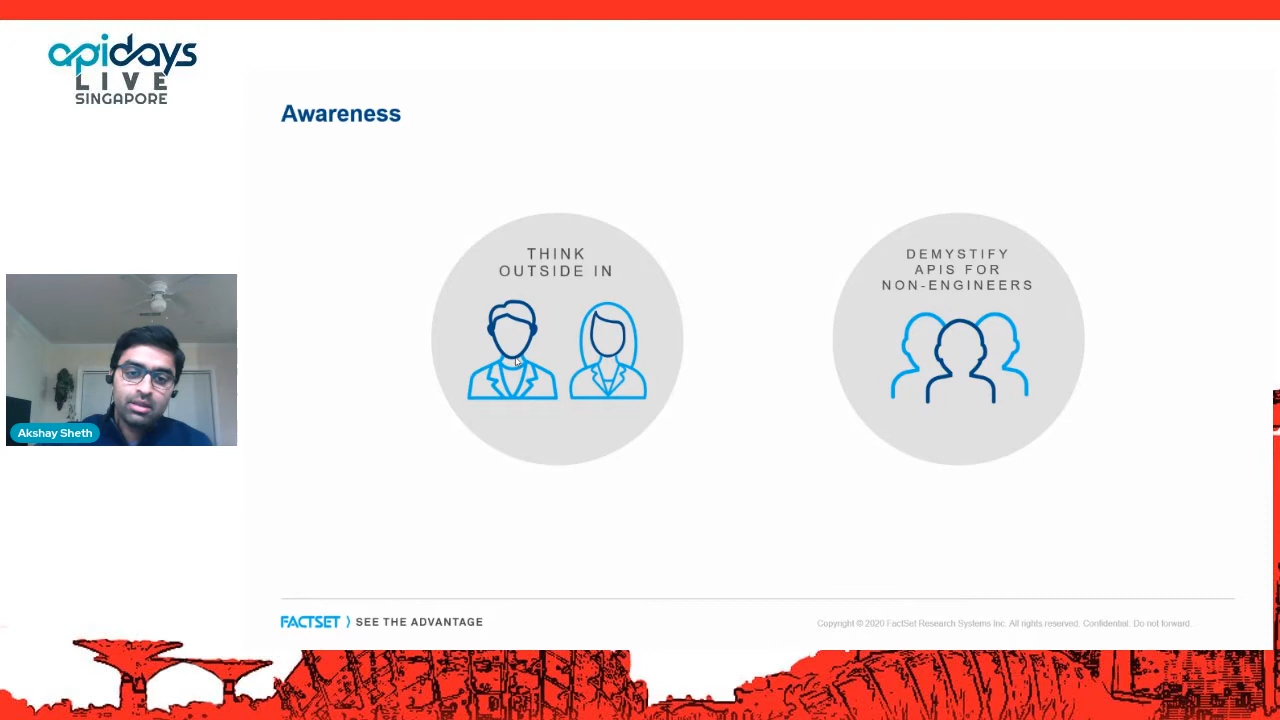 apidays
LIVE
SINGAPORE
Awareness
THINK
OUTSIDE IN
DEMYSTIFY
APIS FOR
NON-ENGINEERS
Akshay Sheth
FACTSET ⟩ SEE THE ADVANTAGE
Copyright © 2020 FactSet Research Systems Inc. All rights reserved. Confidential. Do not forward.